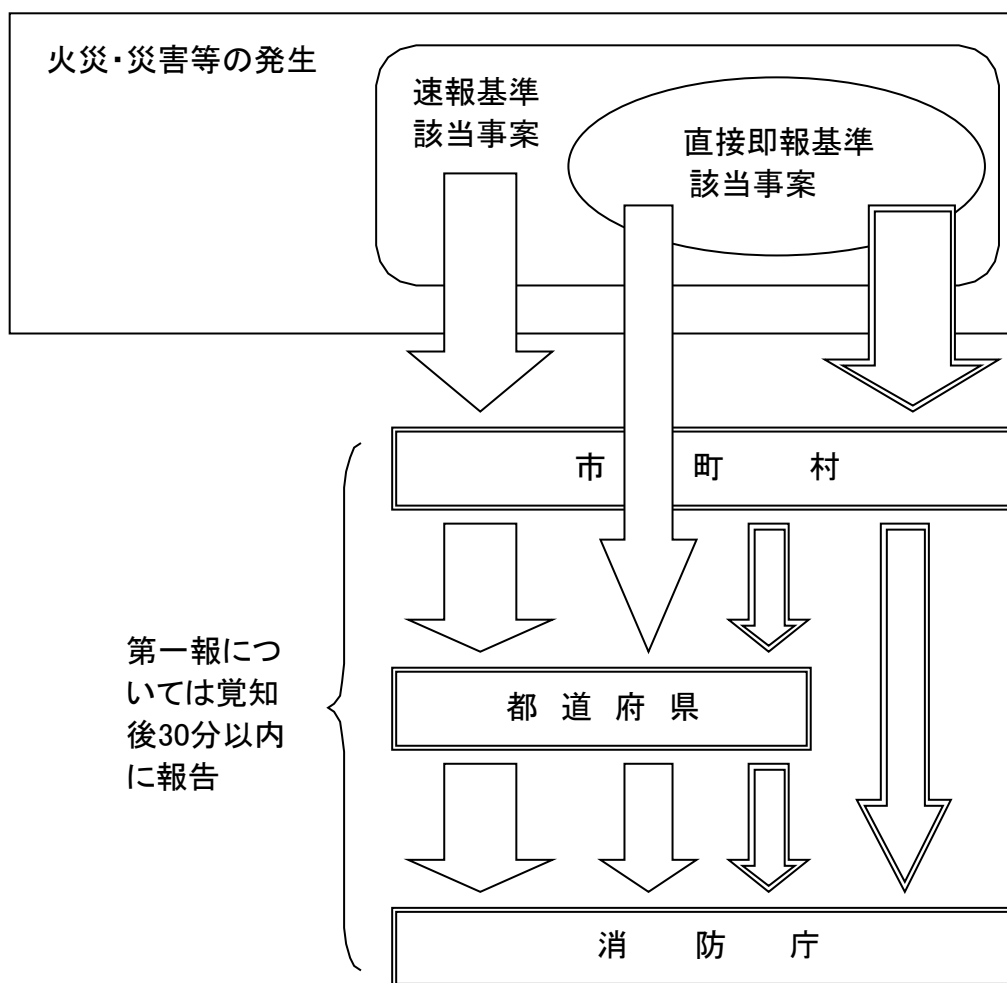 火災・災害等の発生
速報基準
該当事案
直接即報基準
該当事案
市町村
第一報につ
いては覚知
後30分以内
に報告
都道府県
消防庁